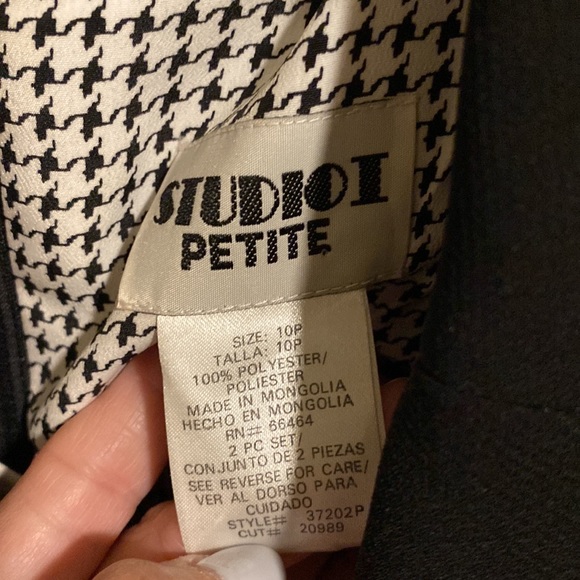 STUDIO I
PETITE
SIZE: 10P
TALLA: 10P
100% POLYESTER/
POLIESTER
MADE IN MONGOLIA
HECHO EN MONGOLIA
RN# 66464
2 PC SET/
CONJUNTO DE 2 PIEZAS
SEE REVERSE FOR CARE/
VER AL DORSO PARA
CUIDADO
STYLE# 37202P
CUT# 20989